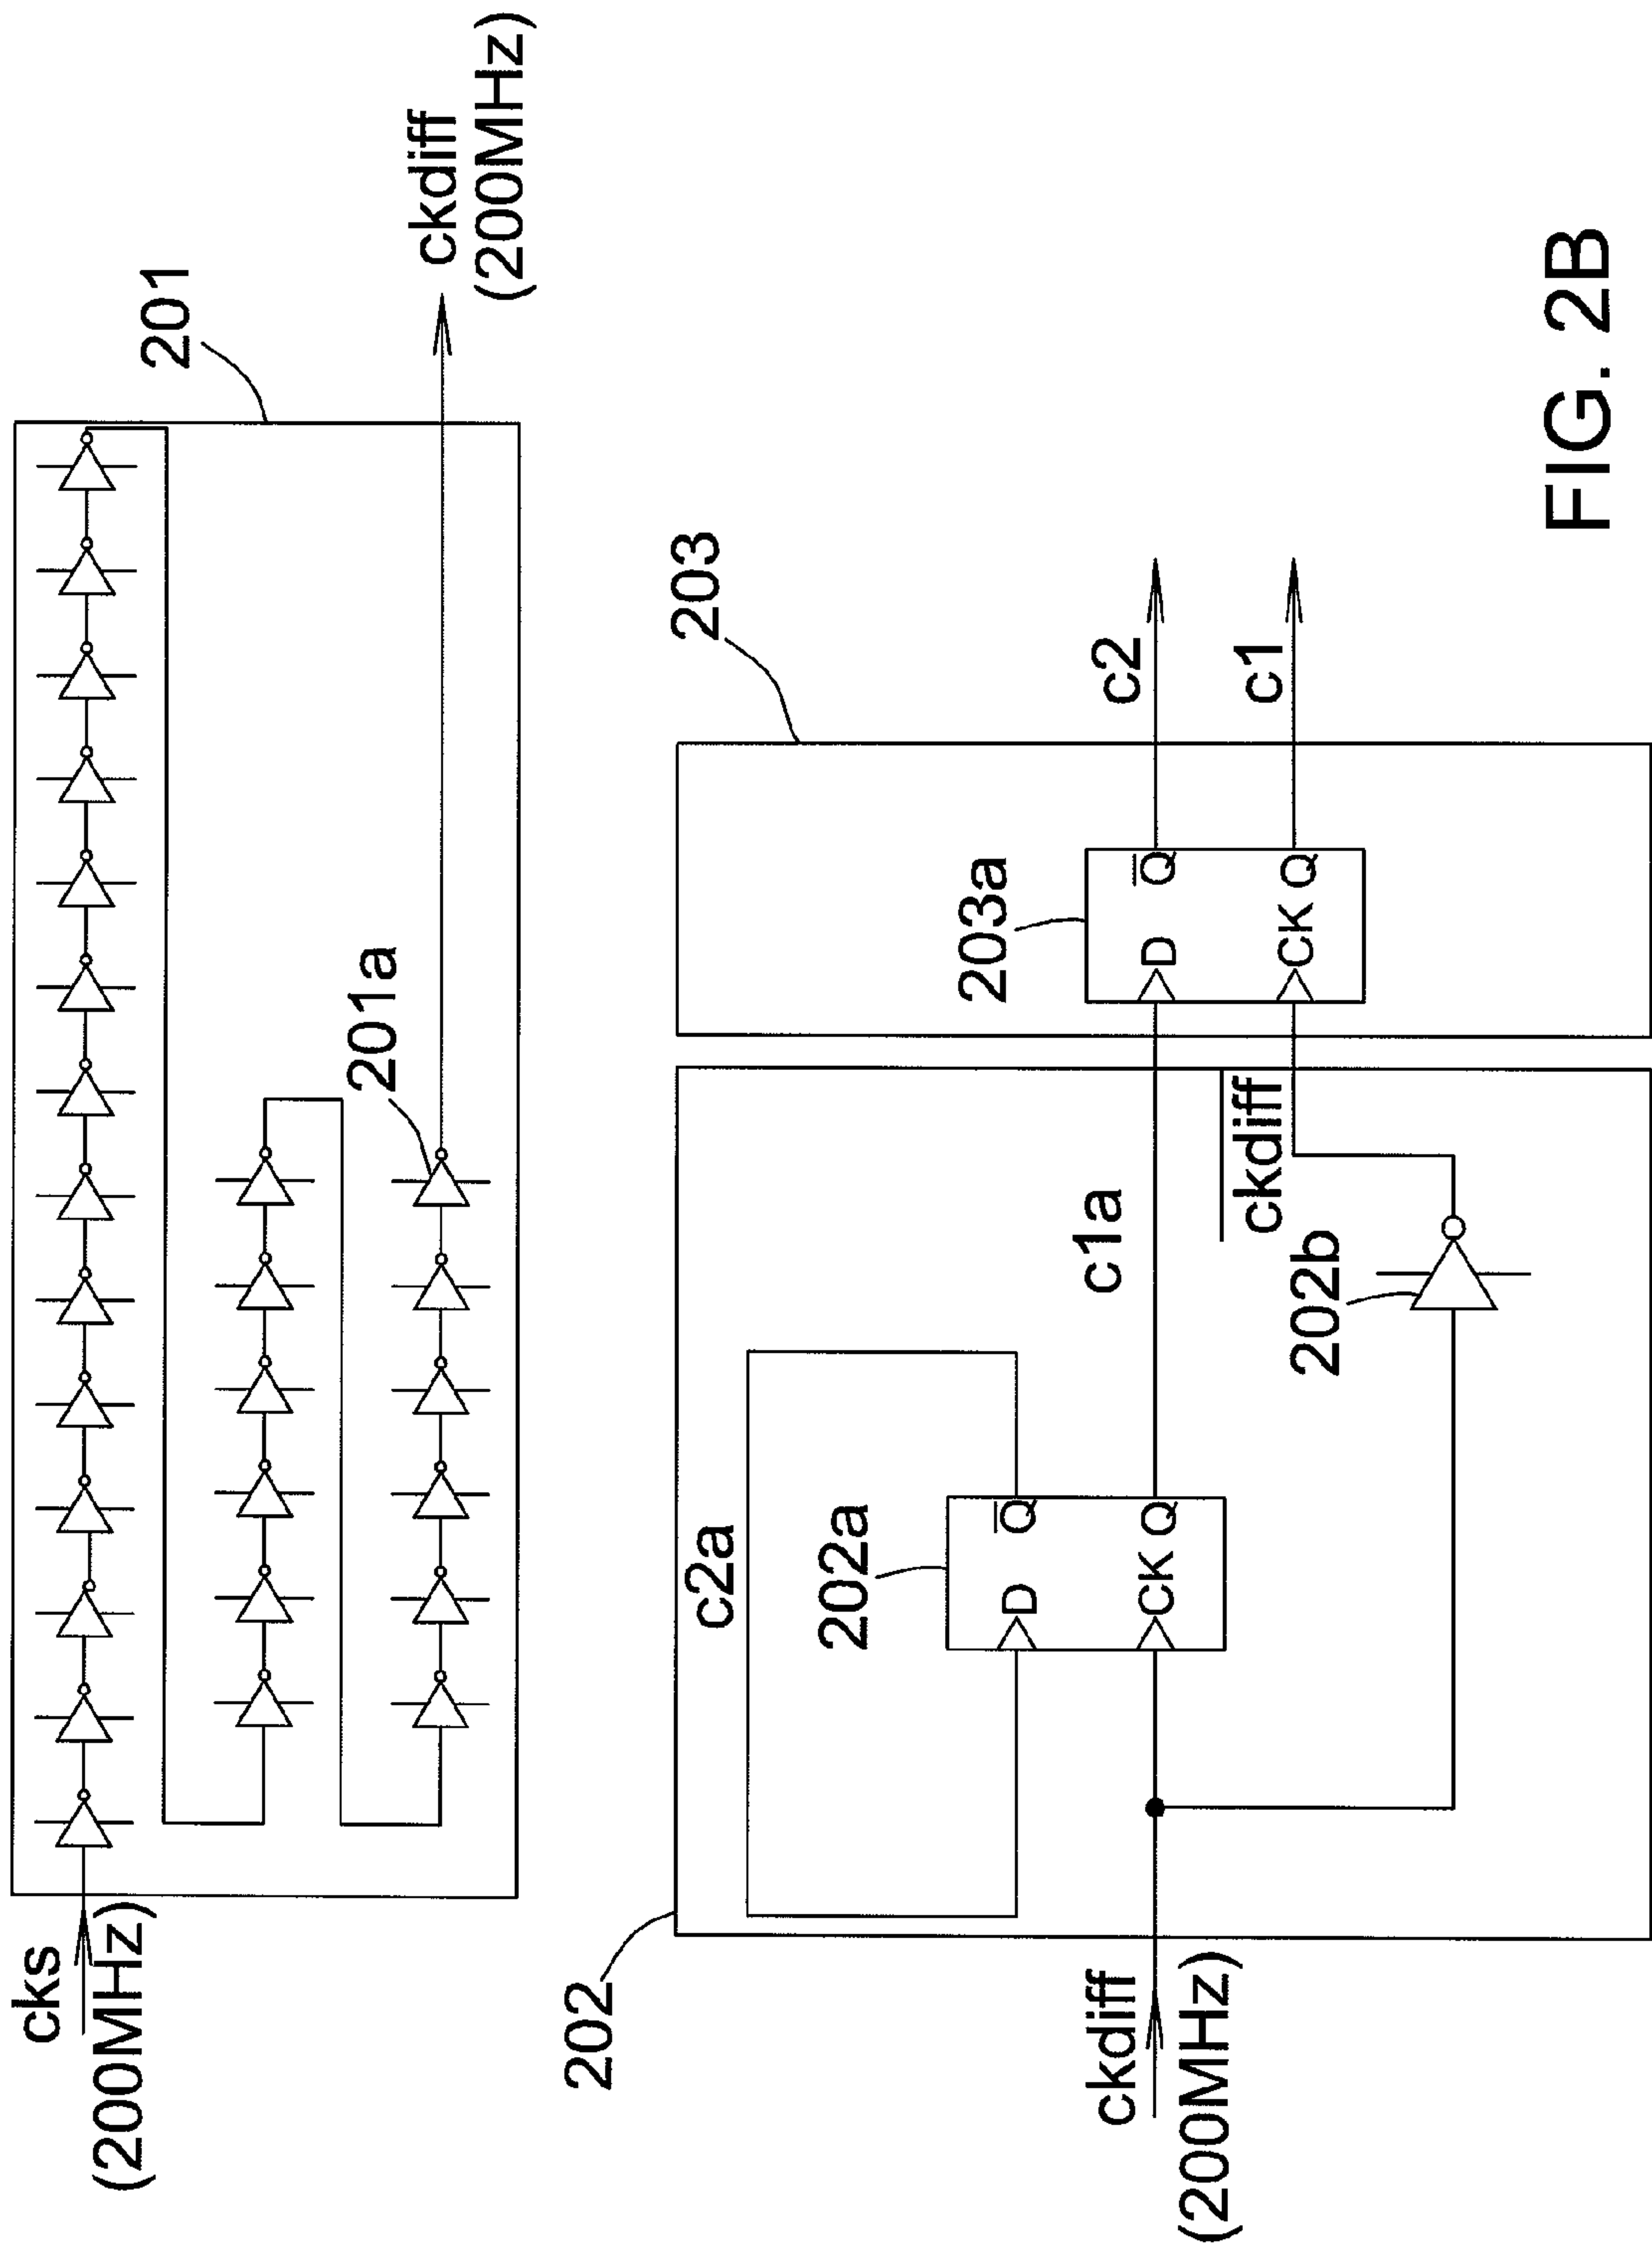 cks
(200MHz)
201
201a
ckdiff
(200MHz)
202
ckdiff
(200MHz)
c2a
202a
D
Q
CK Q
c1a
202b
ckdiff
203
203a
D
Q
CK Q
c2
c1
FIG. 2B